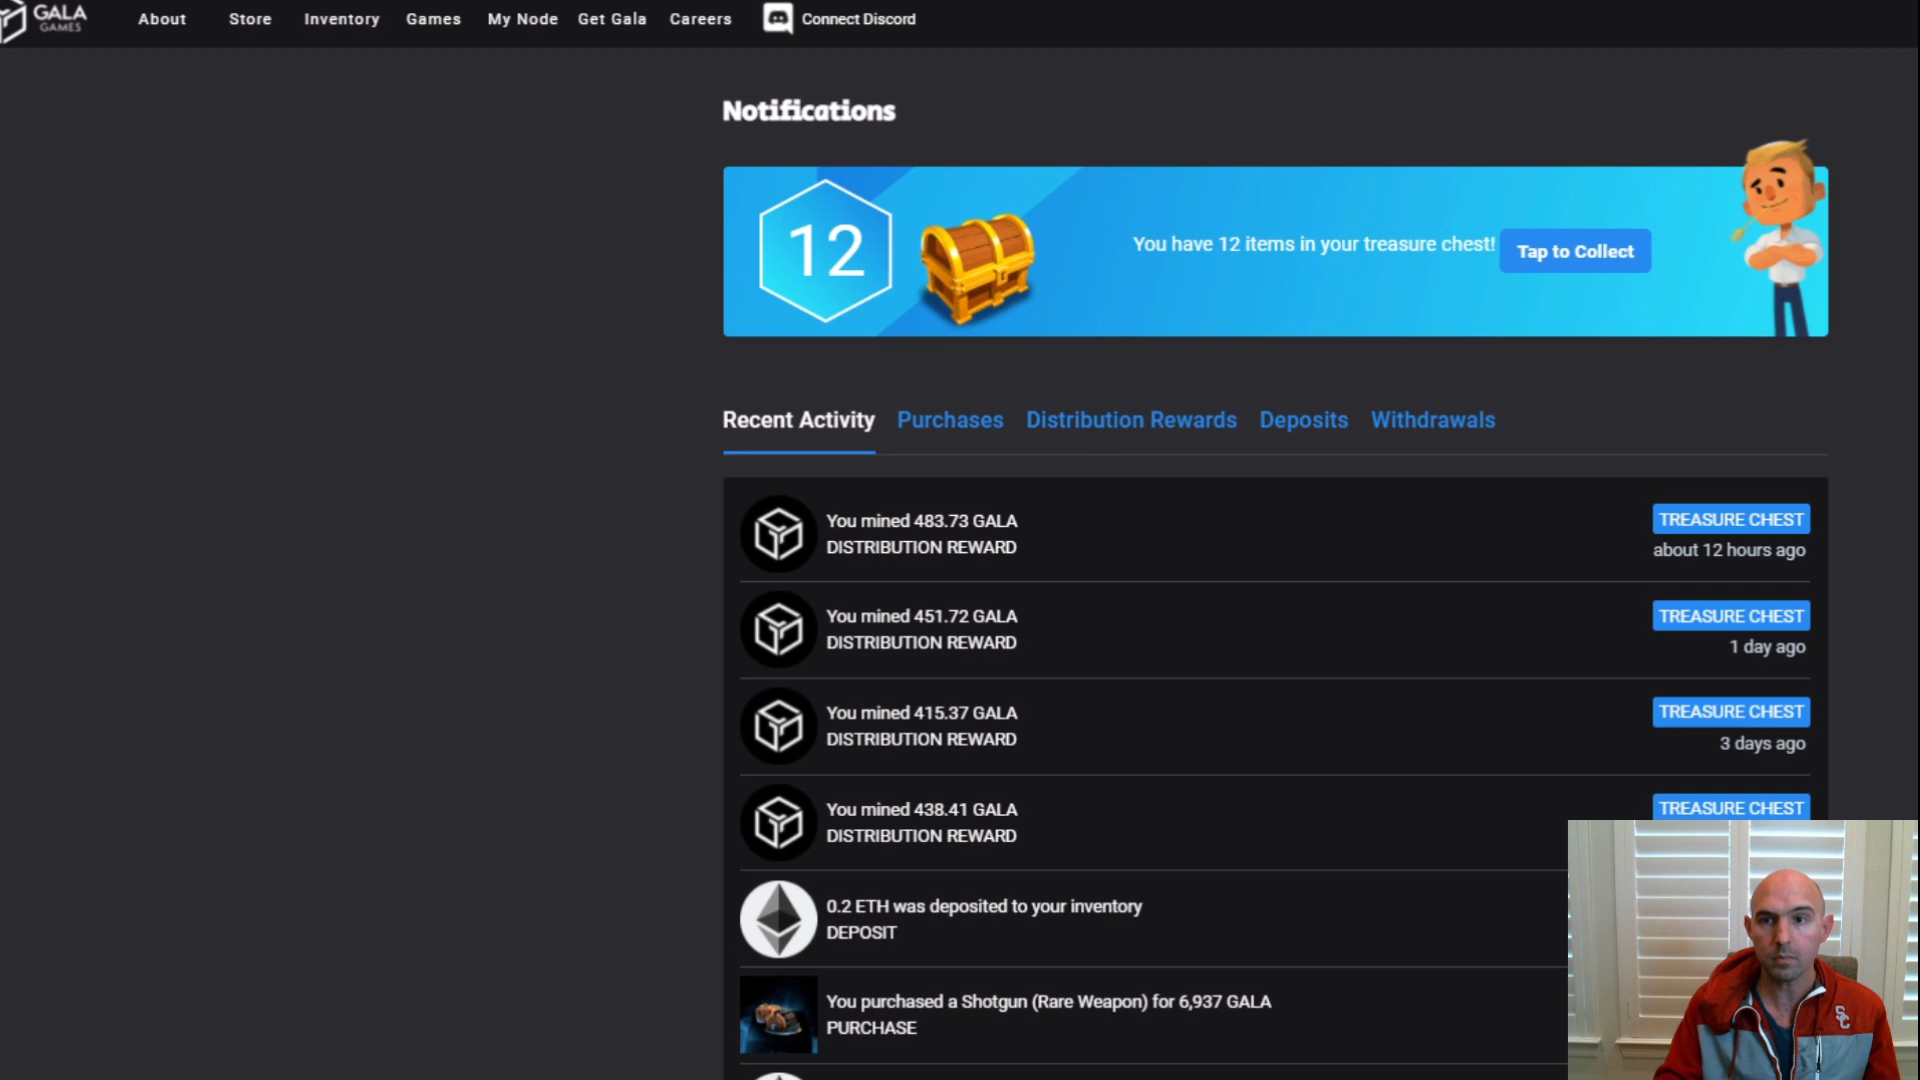 GALA
GAMES
About
Store
Inventory
Games
My Node
Get Gala
Careers
Connect Discord
Notifications
12
You have 12 items in your treasure chest!
Tap to Collect
Recent Activity
Purchases
Distribution Rewards
Deposits
Withdrawals
You mined 483.73 GALA
DISTRIBUTION REWARD
TREASURE CHEST
about 12 hours ago
You mined 451.72 GALA
DISTRIBUTION REWARD
TREASURE CHEST
1 day ago
You mined 415.37 GALA
DISTRIBUTION REWARD
TREASURE CHEST
3 days ago
You mined 438.41 GALA
DISTRIBUTION REWARD
TREASURE CHEST
0.2 ETH was deposited to your inventory
DEPOSIT
You purchased a Shotgun (Rare Weapon) for 6,937 GALA
PURCHASE
SC